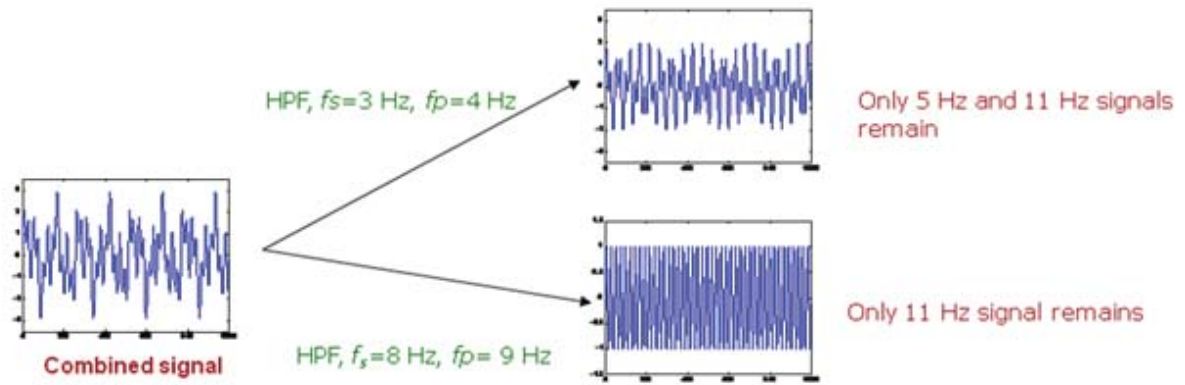 HPF, fs=3 Hz, fp=4 Hz
Only 5 Hz and 11 Hz signals
remain
Combined signal
HPF, fs=8 Hz, fp= 9 Hz
Only 11 Hz signal remains